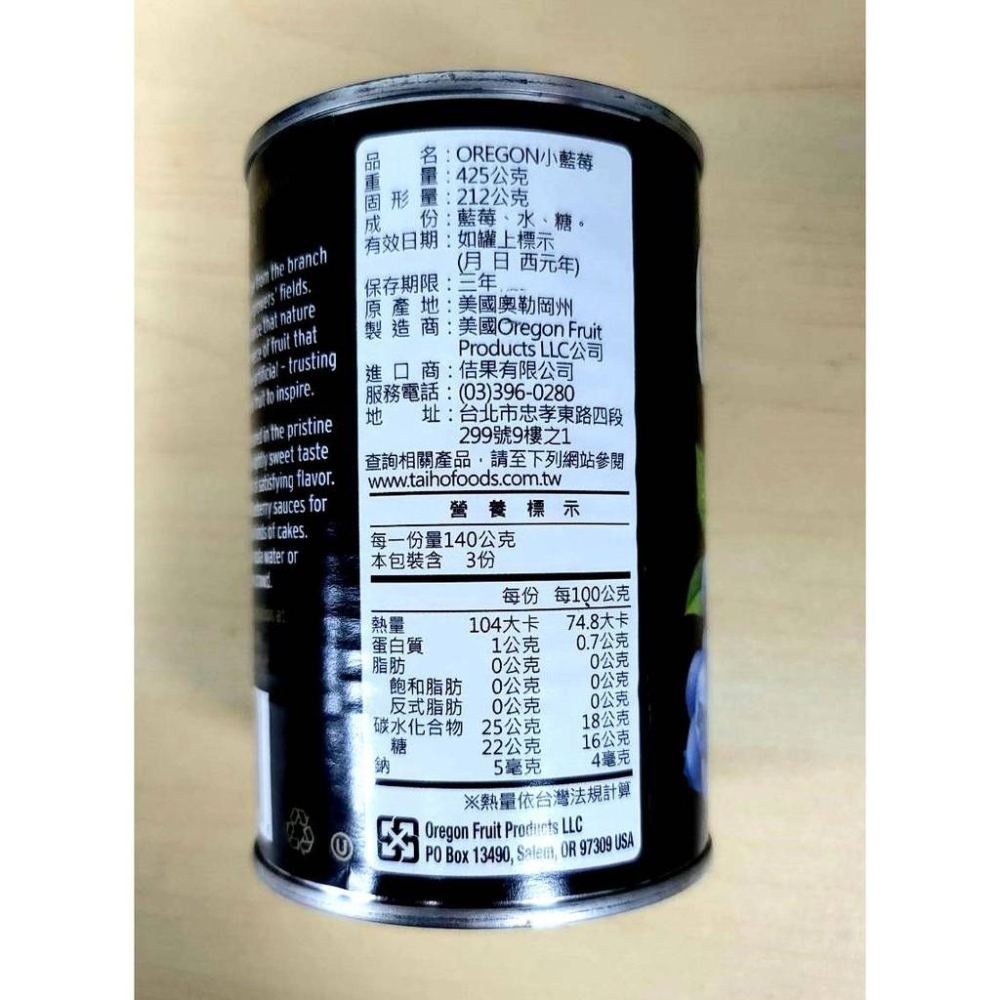 from the branch
fields.
that nature
of fruit that
- trusting
to inspire.
in the pristine
sweet taste
satisfying flavor.
sauces for
of cakes.
water or
品 名：OREGON小藍莓
重 量：425公克
固 形 量：212公克
成 份：藍莓、水、糖。
有效日期：如罐上標示
(月 日 西元年)
保存期限：三年
原 產 地：美國奧勒岡州
製 造 商：美國Oregon Fruit
Products LLC公司
進 口 商：佶果有限公司
服務電話：(03)396-0280
地 址：台北市忠孝東路四段
299號9樓之1
查詢相關產品，請至下列網站參閱
www.taihofoods.com.tw
營 養 標 示
每一份量140公克
本包裝含 3份
每份 每100公克
熱量 104大卡 74.8大卡
蛋白質 1公克 0.7公克
脂肪 0公克 0公克
飽和脂肪 0公克 0公克
反式脂肪 0公克 0公克
碳水化合物 25公克 18公克
糖 22公克 16公克
鈉 5毫克 4毫克
※熱量依台灣法規計算
Oregon Fruit Products LLC
PO Box 13490, Salem, OR 97309 USA
U